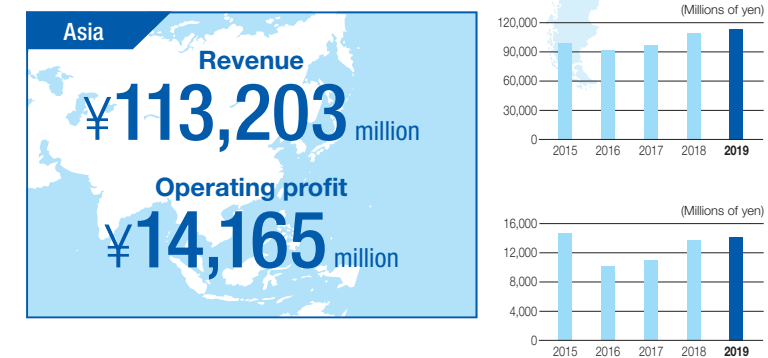 Asia
Revenue
¥113,203 million
Operating profit
¥14,165 million
(Millions of yen)
120,000
90,000
60,000
30,000
0
2015 2016 2017 2018 2019
(Millions of yen)
16,000
12,000
8,000
4,000
0
2015 2016 2017 2018 2019